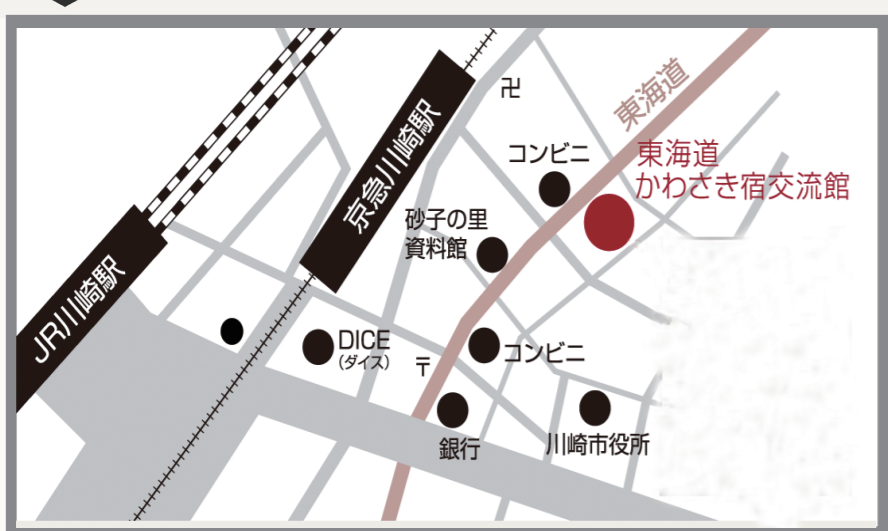 東海道
コンビニ
東海道
かわさき宿交流館
京急川崎駅
砂子の里
資料館
JR川崎駅
DICE
(ダイス)
コンビニ
銀行
川崎市役所